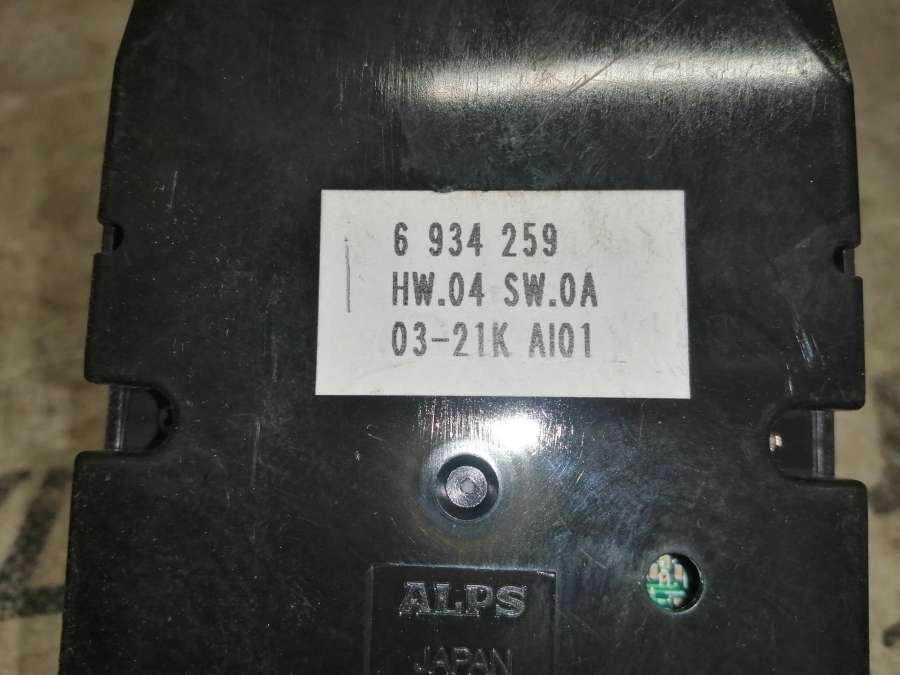 6 934 259
HW.04 SW.0A
03-21K AI01
ALPS
JAPAN